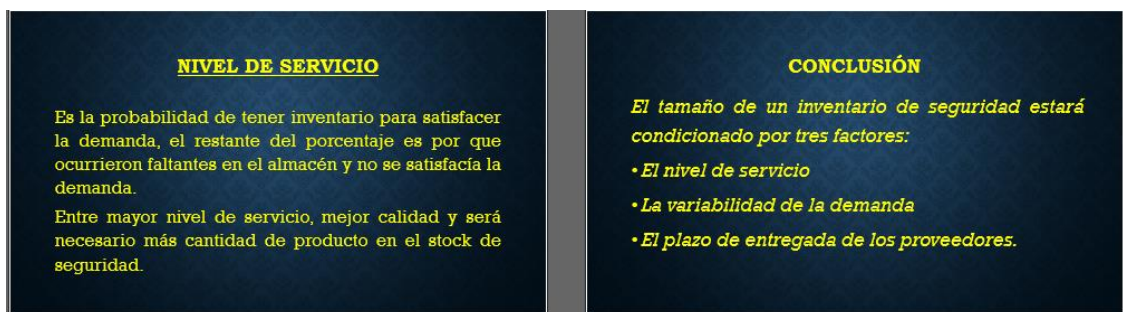 NIVEL DE SERVICIO
Es la probabilidad de tener inventario para satisfacer
la demanda, el restante del porcentaje es por que
ocurrieron faltantes en el almacén y no se satisfacía la
demanda.
Entre mayor nivel de servicio, mejor calidad y será
necesario más cantidad de producto en el stock de
seguridad.
CONCLUSIÓN
El tamaño de un inventario de seguridad estará
condicionado por tres factores:
• El nivel de servicio
• La variabilidad de la demanda
• El plazo de entregada de los proveedores.